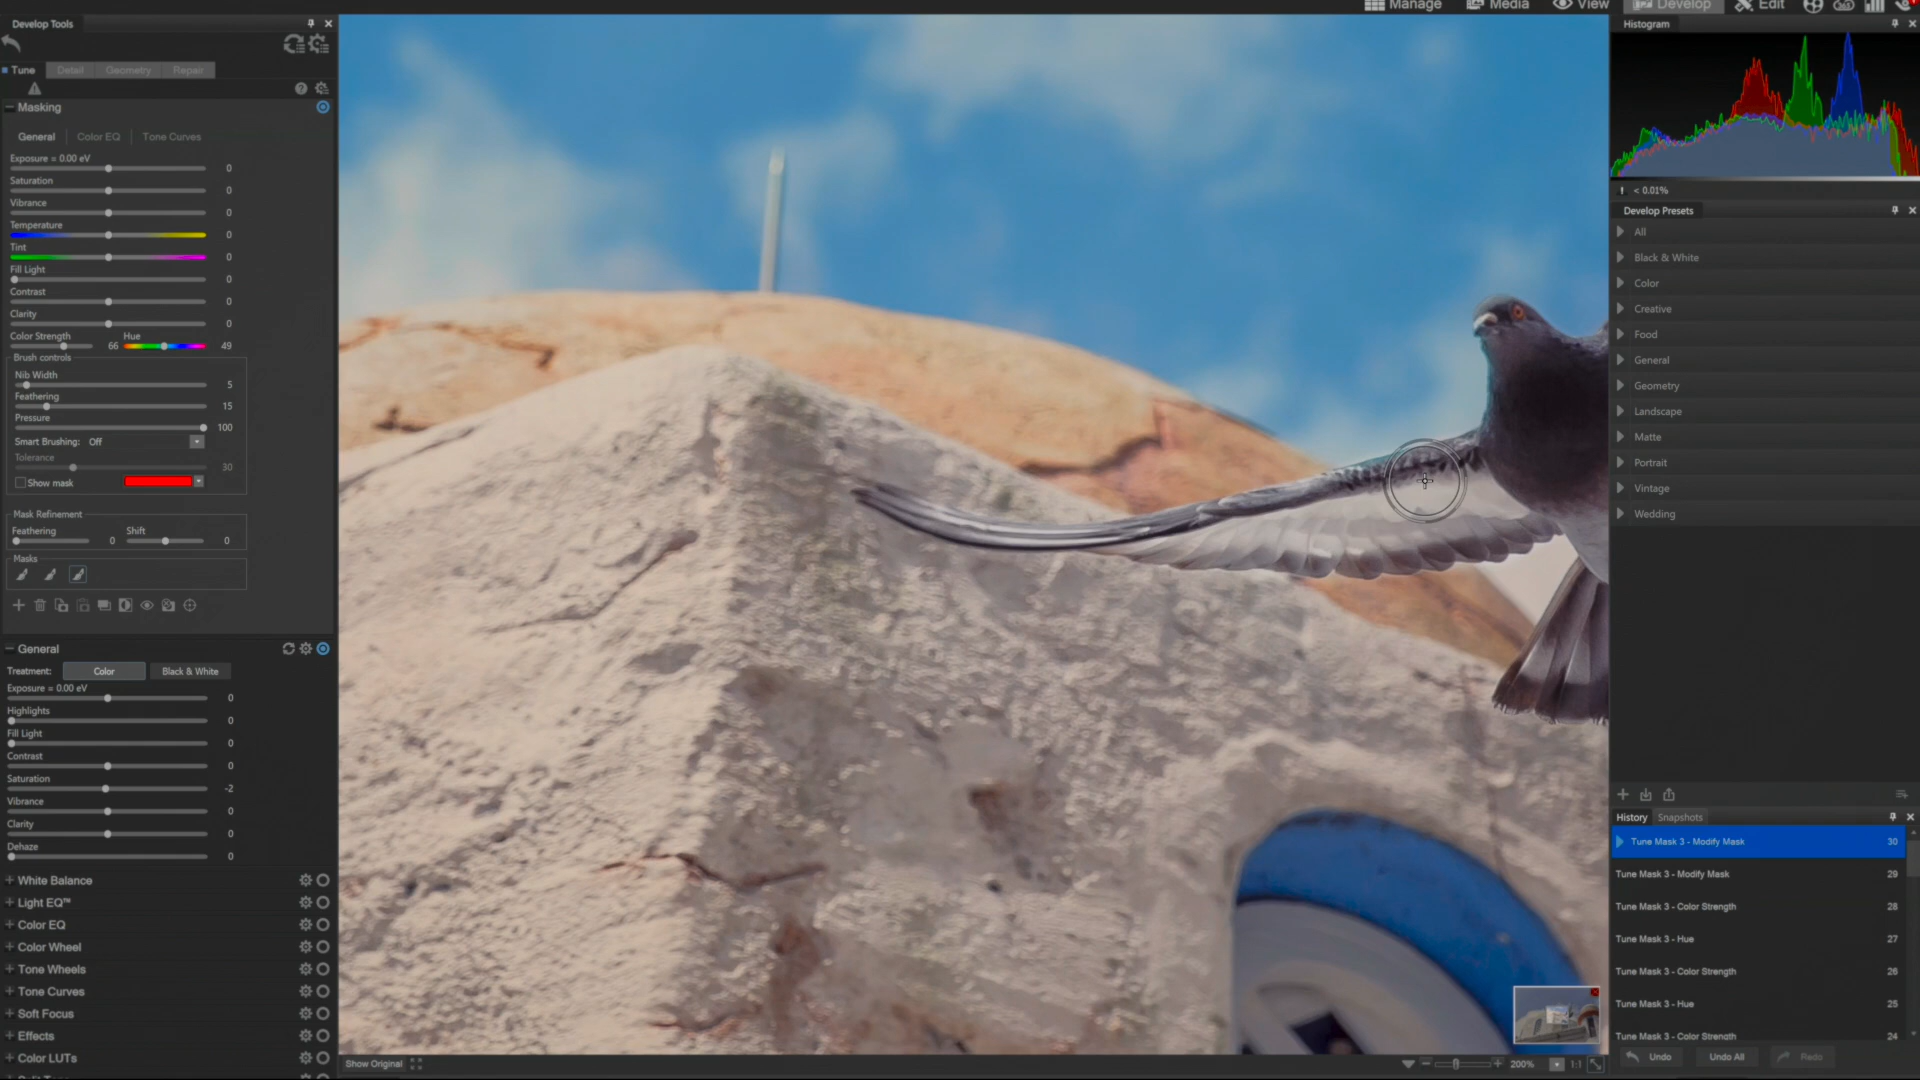 Manage
Media
View
Develop
Edit
365
Develop Tools
Tune
Detail
Geometry
Repair
Masking
General
Color EQ
Tone Curves
Exposure = 0.00 eV
0
Saturation
0
Vibrance
0
Temperature
0
Tint
0
Fill Light
0
Contrast
0
Clarity
0
Color Strength 66 Hue 49
Brush controls
Nib Width
5
Feathering
15
Pressure
100
Smart Brushing: Off
Tolerance
30
Show mask
Mask Refinement
Feathering 0 Shift 0
Masks
General
Treatment: Color Black & White
Exposure = 0.00 eV
0
Highlights
0
Fill Light
0
Contrast
0
Saturation
-2
Vibrance
0
Clarity
0
Dehaze
0
White Balance
Light EQ™
Color EQ
Color Wheel
Tone Wheels
Tone Curves
Soft Focus
Effects
Color LUTs
Show Original
200%
1:1
Histogram
< 0.01%
Develop Presets
All
Black & White
Color
Creative
Food
General
Geometry
Landscape
Matte
Portrait
Vintage
Wedding
History Snapshots
Tune Mask 3 - Modify Mask 30
Tune Mask 3 - Modify Mask 29
Tune Mask 3 - Color Strength 28
Tune Mask 3 - Hue 27
Tune Mask 3 - Color Strength 26
Tune Mask 3 - Hue 25
Tune Mask 3 - Color Strength 24
Undo Undo All Redo